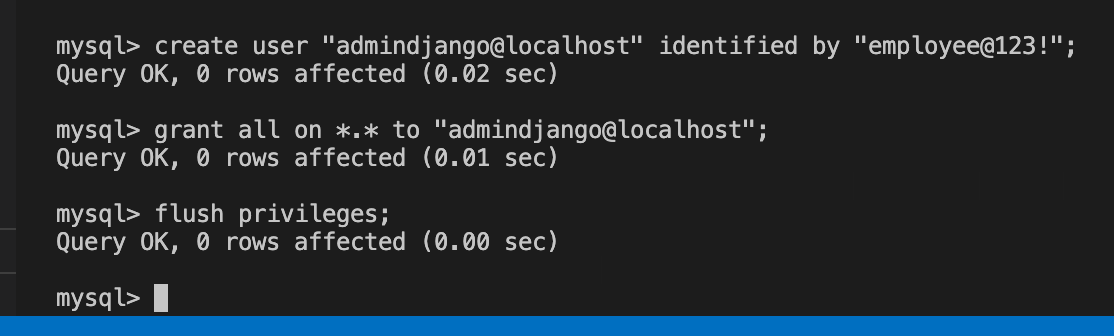 mysql> create user "admindjango@localhost" identified by "employee@123!";
Query OK, 0 rows affected (0.02 sec)
mysql> grant all on *.* to "admindjango@localhost";
Query OK, 0 rows affected (0.01 sec)
mysql> flush privileges;
Query OK, 0 rows affected (0.00 sec)
mysql>